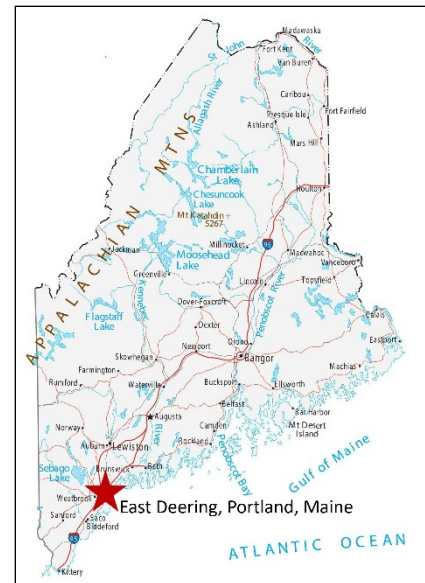 Madawaska
Fort Kent
St John
River
Van Buren
Allagash River
Caribou
Presque Isle
Fort Fairfield
Ashland
Mars Hill
APPALACHIAN MTNS
Chamberlain
Lake
Chesuncook
Lake
Houlton
Mt Katahdin +
5267
95
Millinocket
Jackman
Moosehead
Lake
Vanceboro
Greenville
Lincoln
Topsfield
Kennebec
Penobscot River
Dover-Foxcroft
Calais
Flagstaff
Lake
Dexter
Orono
Eastport
Skowhegan
Newport
Bangor
Machias
Farmington
Rumford
Waterville
Bucksport
Ellsworth
Belfast
Bar Harbor
Augusta
Norway
River
Camden
Mt Desert
Island
Auburn
Lewiston
Rockland
Penobscot Bay
Gulf of Maine
Sebago
Lake
Brunswick
Bath
Westbrook
East Deering, Portland, Maine
Sanford
Saco
Biddeford
95
ATLANTIC OCEAN
Kittery